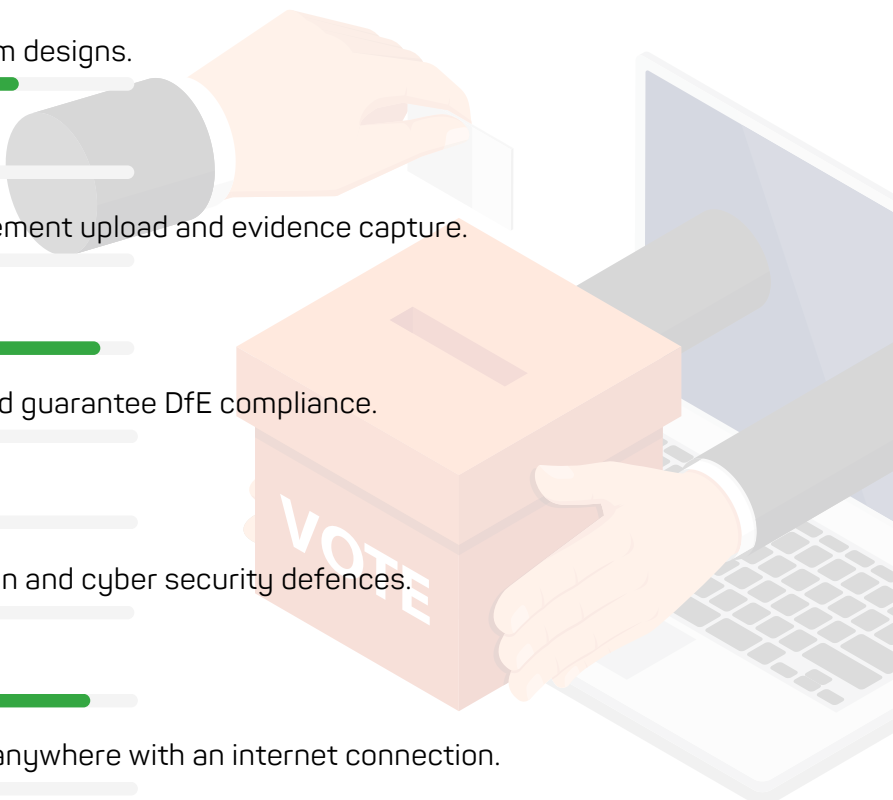 m designs.
ement upload and evidence capture.
d guarantee DfE compliance.
VOTE
n and cyber security defences.
anywhere with an internet connection.